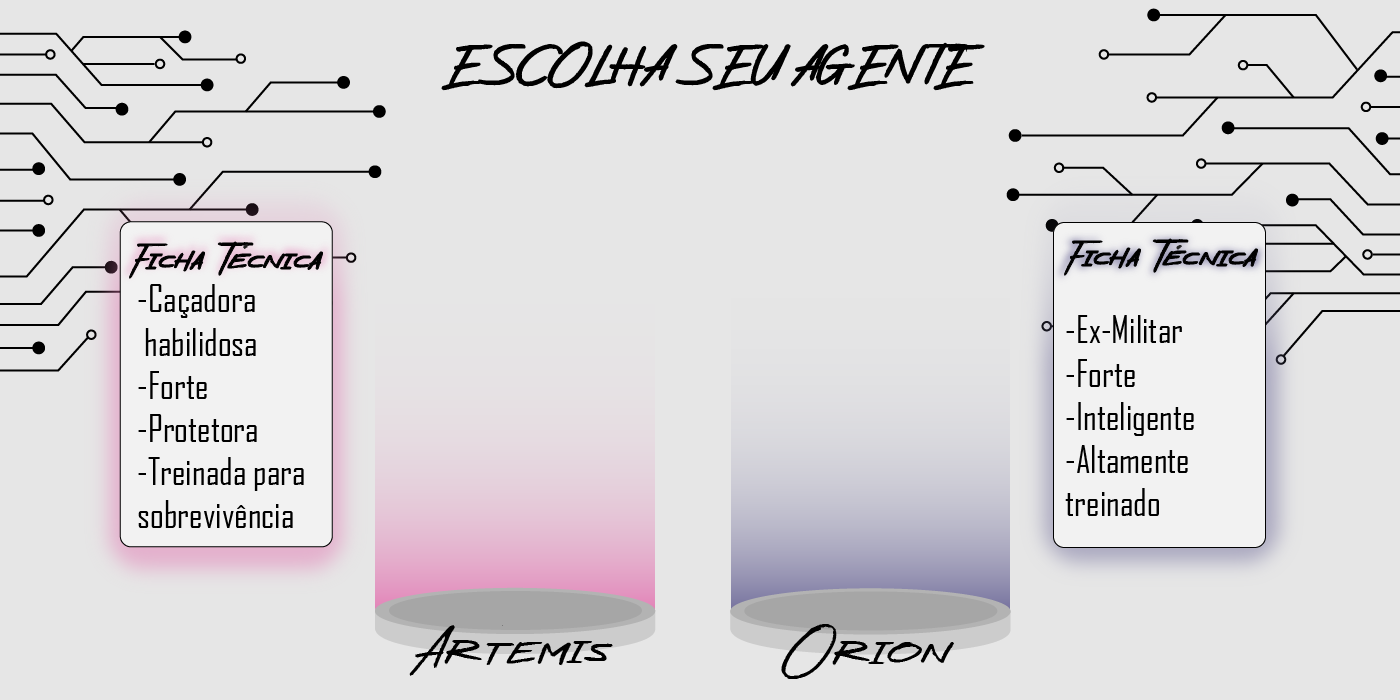 ESCOLHA SEU AGENTE
FICHA TÉCNICA
-Caçadora
habilidosa
-Forte
-Protetora
-Treinada para
sobrevivência
FICHA TÉCNICA
-Ex-Militar
-Forte
-Inteligente
-Altamente
treinado
ARTEMIS
ORION